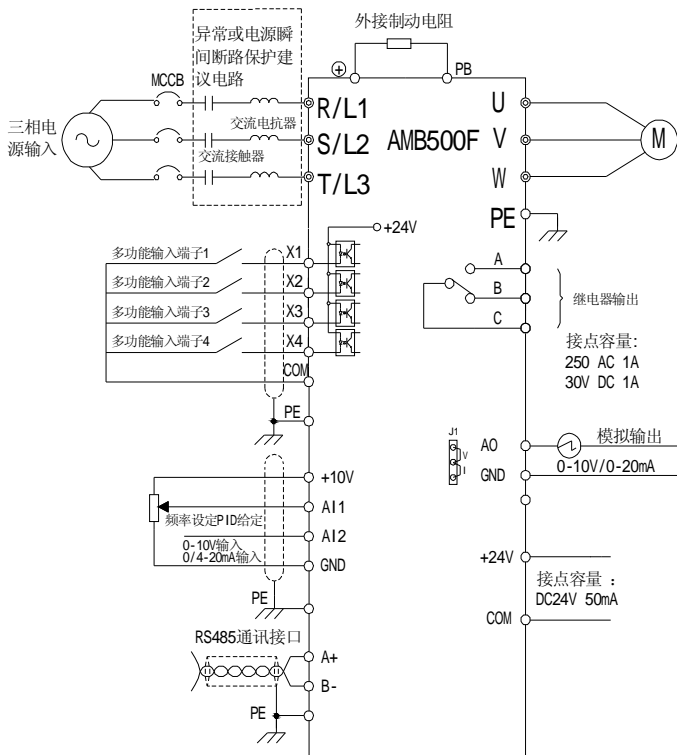 外接制动电阻
异常或电源瞬
间断路保护建
议电路
MCCB
PB
三相电
源输入
交流电抗器
交流接触器
R/L1
S/L2
T/L3
AMB500F
U
V
W
M
PE
+24V
多功能输入端子1
X1
多功能输入端子2
X2
多功能输入端子3
X3
多功能输入端子4
X4
COM
PE
A
B
C
继电器输出
接点容量:
250 AC 1A
30V DC 1A
J1
V
I
AO
GND
模拟输出
0-10V/0-20mA
+10V
AI1
频率设定PID给定
AI2
0-10V输入
0/4-20mA输入
GND
PE
+24V
接点容量：
DC24V 50mA
COM
RS485通讯接口
A+
B-
PE